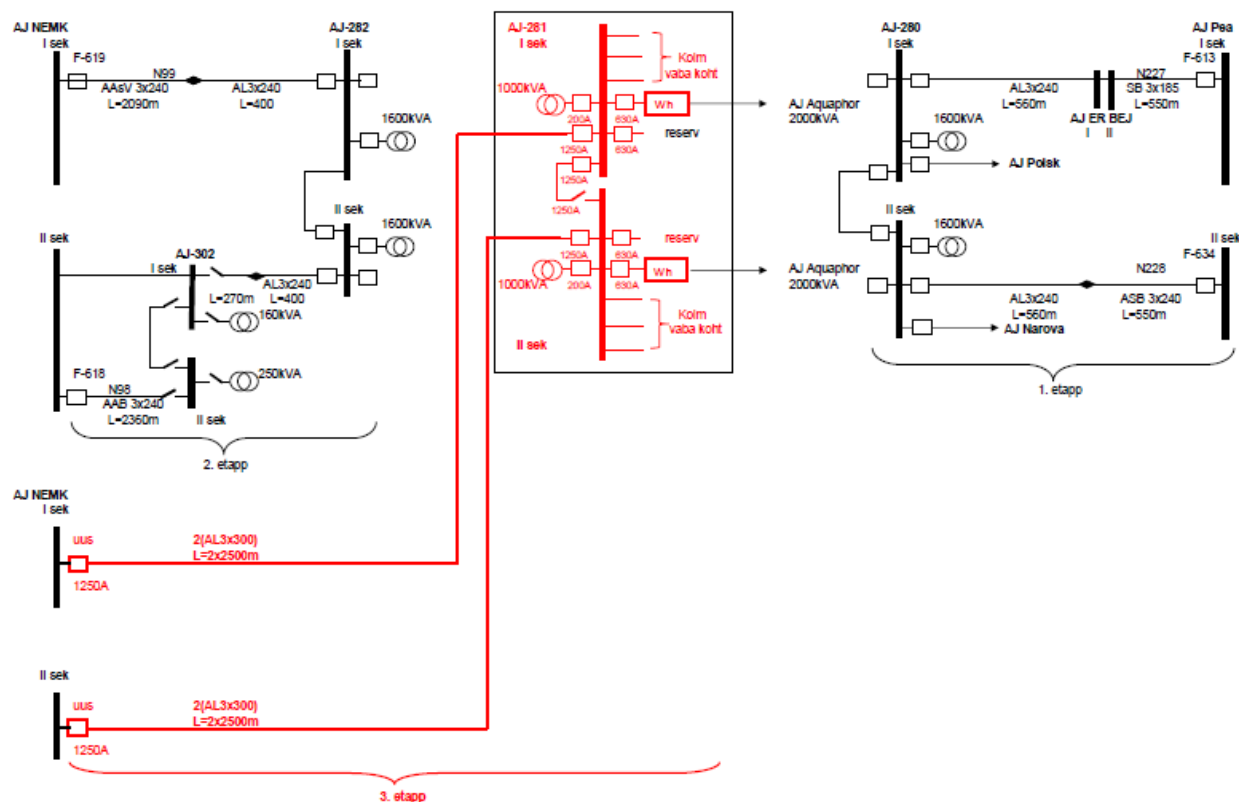 AJ NEMK
I sek
F-619
N99
AAsV 3x240
L=2090m
AL3x240
L=400
AJ-282
I sek
1600kVA
II sek
1600kVA
II sek
AJ-302
I sek
L=270m
AL3x240
L=400
160kVA
250kVA
F-618
N98
AAB 3x240
L=2360m
II sek
2. etapp
AJ-281
I sek
Kolm
vaba koht
1000kVA
200A
630A
Wh
1250A
630A
reserv
1250A
1250A
1250A
630A
reserv
1000kVA
200A
630A
Wh
Kolm
vaba koht
II sek
AJ Aquaphor
2000kVA
AJ Aquaphor
2000kVA
AJ-280
I sek
AL3x240
L=560m
AJ ER BEJ
I II
N227
SB 3x185
L=550m
AJ Pea
I sek
F-613
1600kVA
AJ Polsk
II sek
1600kVA
AL3x240
L=560m
N228
ASB 3x240
L=550m
II sek
F-634
AJ Narova
1. etapp
AJ NEMK
I sek
uus
1250A
2(AL3x300)
L=2x2500m
II sek
uus
1250A
2(AL3x300)
L=2x2500m
3. etapp